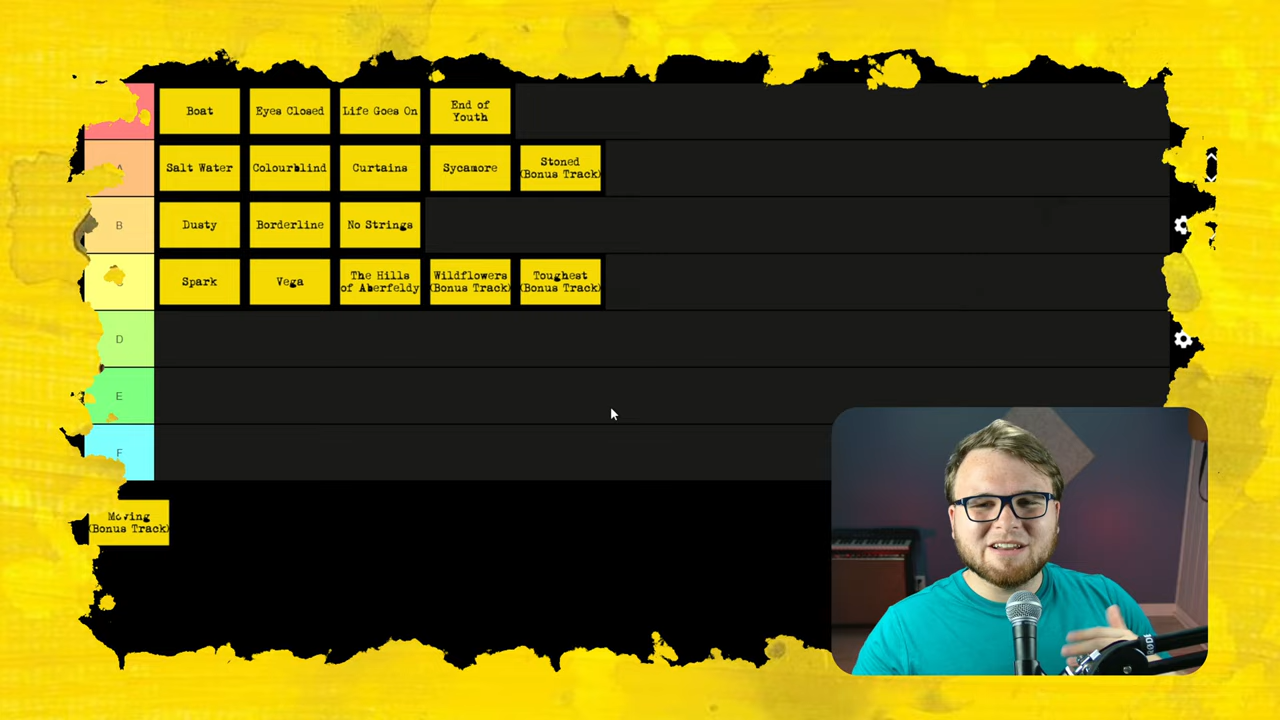 Boat
Eyes Closed
Life Goes On
End of
Youth
A
Salt Water
Colourblind
Curtains
Sycamore
Stoned
(Bonus Track)
B
Dusty
Borderline
No Strings
Spark
Vega
The Hills
of Aberfeldy
Wildflowers
(Bonus Track)
Toughest
(Bonus Track)
D
E
F
Moving
(Bonus Track)
RODE